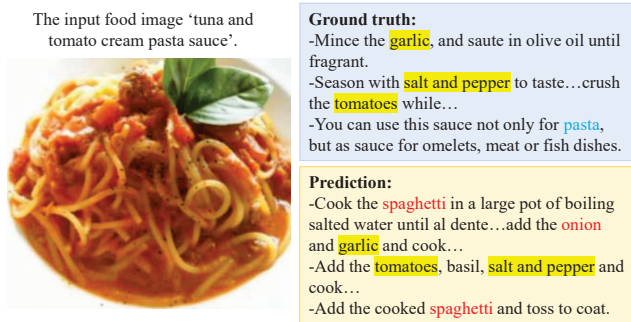 The input food image ‘tuna and
tomato cream pasta sauce’.
Ground truth:
-Mince the garlic, and saute in olive oil until
fragrant.
-Season with salt and pepper to taste…crush
the tomatoes while…
-You can use this sauce not only for pasta,
but as sauce for omelets, meat or fish dishes.
Prediction:
-Cook the spaghetti in a large pot of boiling
salted water until al dente…add the onion
and garlic and cook…
-Add the tomatoes, basil, salt and pepper and
cook…
-Add the cooked spaghetti and toss to coat.